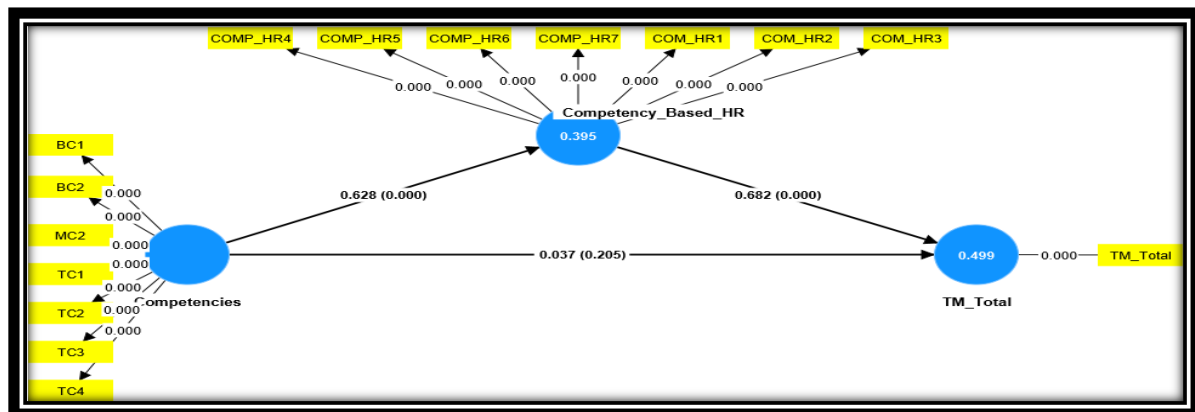 COMP_HR4 COMP_HR5 COMP_HR6 COMP_HR7 COM_HR1 COM_HR2 COM_HR3
0.000 0.000 0.000 0.000 0.000 0.000 0.000
Competency_Based_HR
0.395
BC1
BC2
MC2
TC1
TC2
TC3
TC4
0.000
0.000
0.000
0.000
0.000
0.000
0.000
Competencies
0.628 (0.000)
0.682 (0.000)
0.037 (0.205)
0.499
TM_Total
0.000
TM_Total